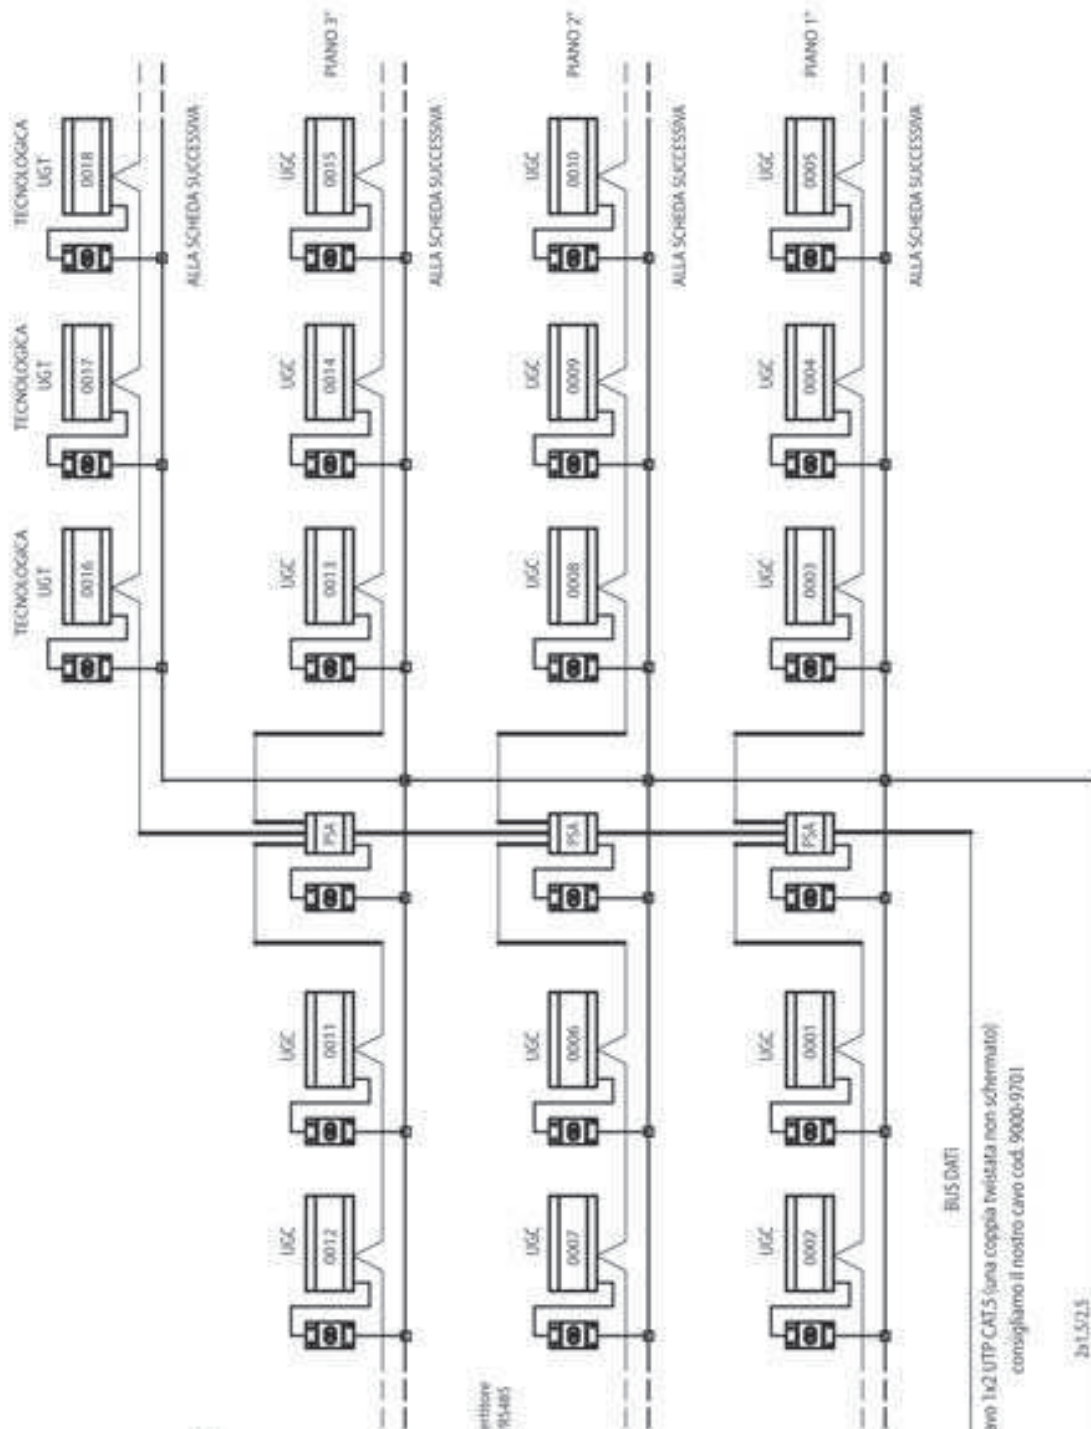 TECNOLOGICA
UGT
0016
TECNOLOGICA
UGT
0017
TECNOLOGICA
UGT
0018
ALLA SCHEDA SUCCESSIVA
UGC
0012
UGC
0011
PSA
UGC
0013
UGC
0014
UGC
0015
PIANO 3°
ALLA SCHEDA SUCCESSIVA
UGC
0007
UGC
0006
PSA
UGC
0008
UGC
0009
UGC
0010
PIANO 2°
ALLA SCHEDA SUCCESSIVA
UGC
0002
UGC
0001
PSA
UGC
0003
UGC
0004
UGC
0005
PIANO 1°
ALLA SCHEDA SUCCESSIVA
BUS DATI
avo 1x2 UTP CAT.5 (una coppia twistata non schermato)
consigliamo il nostro cavo cod. 9000-9701
2x1,5/2,5